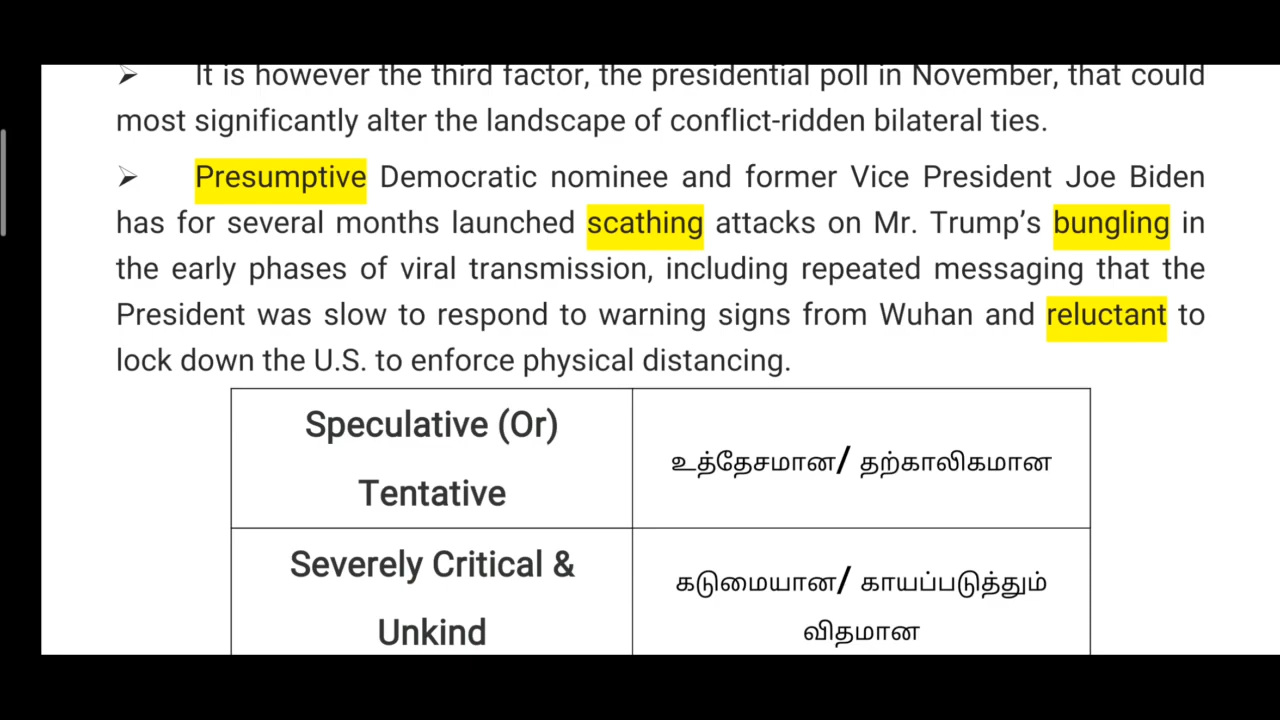 ➢ It is however the third factor, the presidential poll in November, that could
most significantly alter the landscape of conflict-ridden bilateral ties.
➢ Presumptive Democratic nominee and former Vice President Joe Biden
has for several months launched scathing attacks on Mr. Trump’s bungling in
the early phases of viral transmission, including repeated messaging that the
President was slow to respond to warning signs from Wuhan and reluctant to
lock down the U.S. to enforce physical distancing.
Speculative (Or)
Tentative
உத்தேசமான/ தற்காலிகமான
Severely Critical &
Unkind
கடுமையான/ காயப்படுத்தும்
விதமான